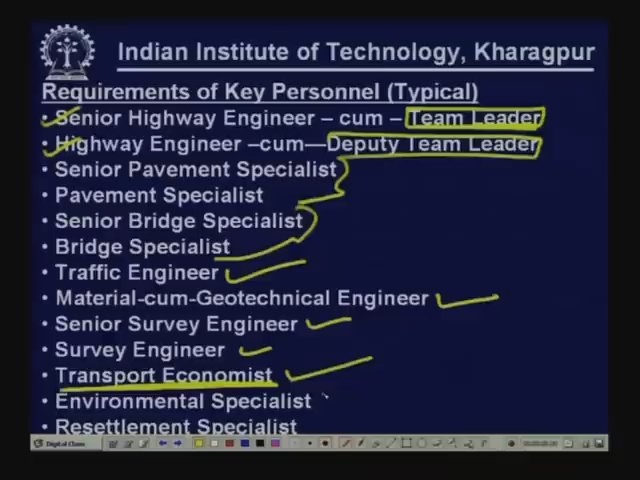 Indian Institute of Technology, Kharagpur
Requirements of Key Personnel (Typical)
• Senior Highway Engineer – cum – Team Leader
• Highway Engineer –cum—Deputy Team Leader
• Senior Pavement Specialist
• Pavement Specialist
• Senior Bridge Specialist
• Bridge Specialist
• Traffic Engineer
• Material-cum-Geotechnical Engineer
• Senior Survey Engineer
• Survey Engineer
• Transport Economist
• Environmental Specialist
• Resettlement Specialist